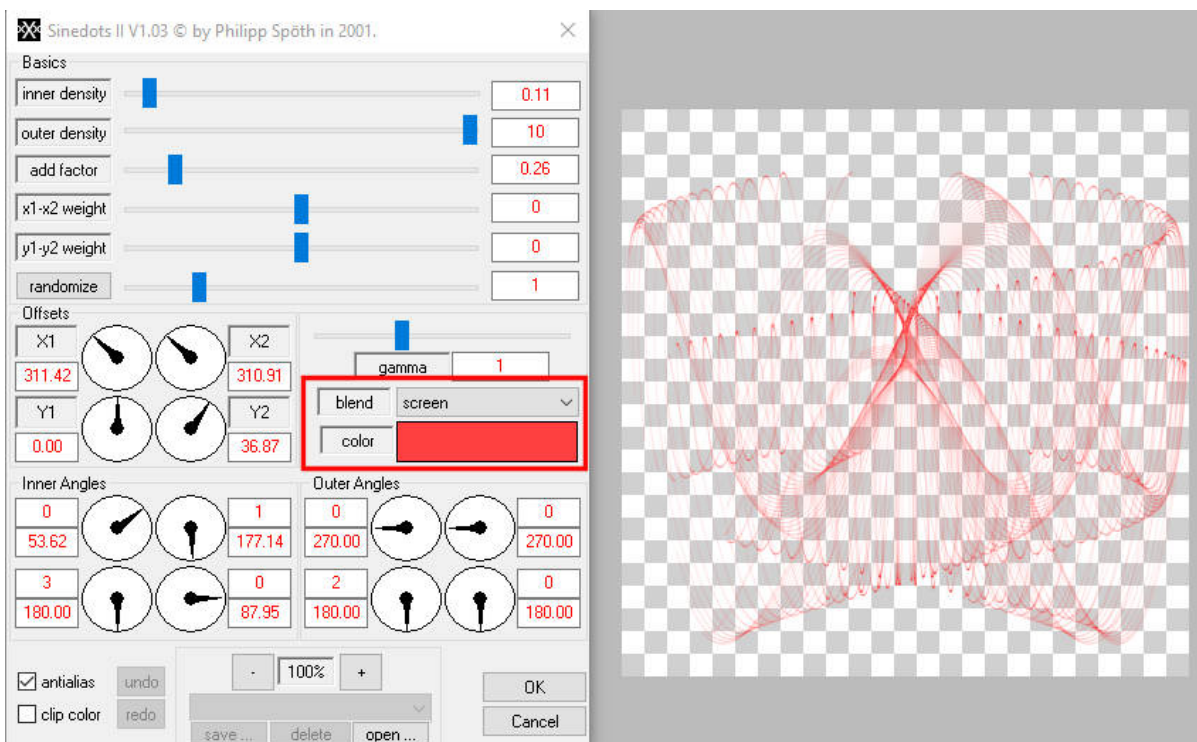 Sinedots II V1.03 © by Philipp Spöth in 2001.
Basics
inner density 0.11
outer density 10
add factor 0.26
x1-x2 weight 0
y1-y2 weight 0
randomize 1
Offsets
X1 X2
311.42 310.91
gamma 1
Y1 Y2
0.00 36.87
blend screen
color
Inner Angles
0 1
53.62 177.14
3 0
180.00 87.95
Outer Angles
0 0
270.00 270.00
2 0
180.00 180.00
antialias undo
clip color redo
- 100% +
save ... delete open ...
OK
Cancel